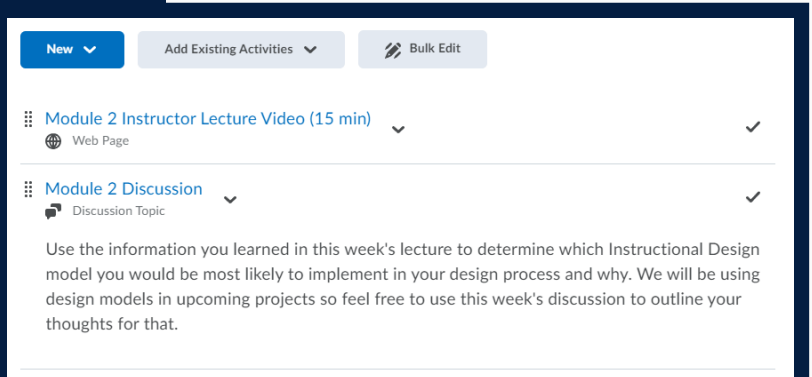 New
Add Existing Activities
Bulk Edit
Module 2 Instructor Lecture Video (15 min)
Web Page
Module 2 Discussion
Discussion Topic
Use the information you learned in this week's lecture to determine which Instructional Design
model you would be most likely to implement in your design process and why. We will be using
design models in upcoming projects so feel free to use this week's discussion to outline your
thoughts for that.